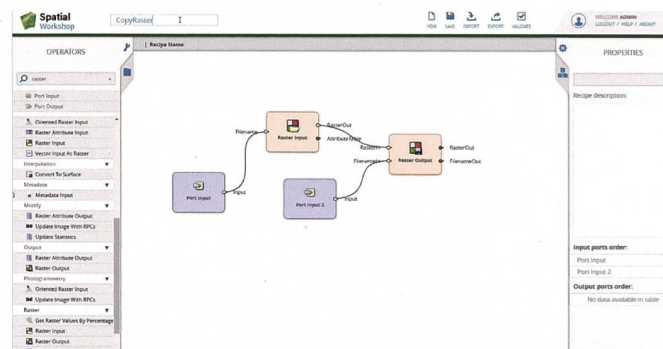 Spatial
Workshop
CopyRaster
NEW SAVE IMPORT EXPORT VALIDATE
WELCOME ADMIN
LOGOUT / HELP / ABOUT
OPERATORS
Recipe Name
PROPERTIES
raster
Port Input
Port Output
Oriented Raster Input
Raster Attribute Input
Raster Input
Vector Input As Raster
Interpolation
Convert To Surface
Metadata
Metadata Input
Modify
Raster Attribute Output
Update Image With RPCs
Update Statistics
Output
Raster Attribute Output
Raster Output
Photogrammetry
Oriented Raster Input
Update Image With RPCs
Raster
Get Raster Values By Percentage
Raster Input
Raster Output
Filename
Raster Input
RasterOut
AttributeTable
Port Input
Input
Port Input 2
Input
RasterIn
Filename
Raster Output
RasterOut
FilenameOut
Recipe description:
Input ports order:
Port Input
Port Input 2
Output ports order:
No data available in table